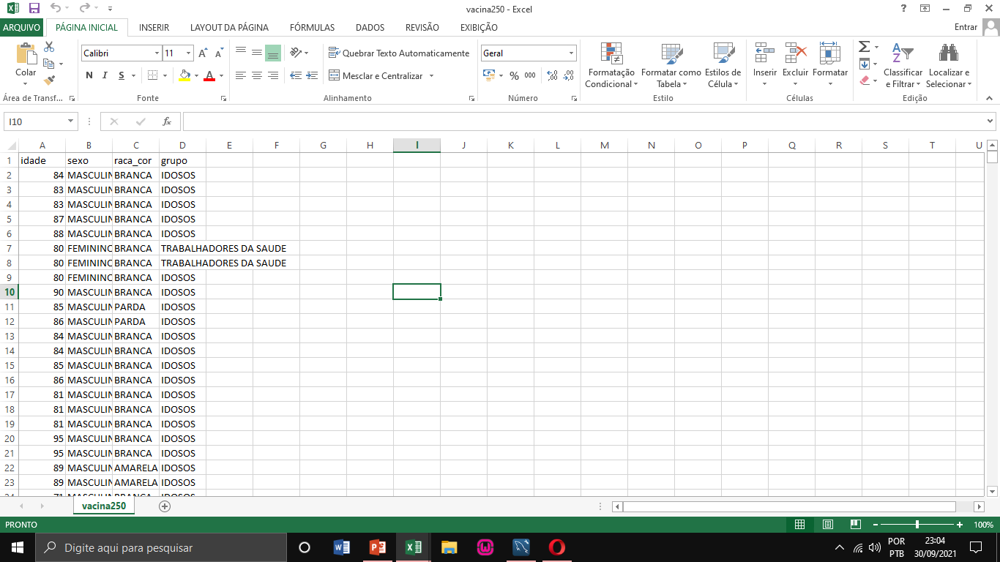 vacina250 - Excel
ARQUIVO PÁGINA INICIAL INSERIR LAYOUT DA PÁGINA FÓRMULAS DADOS REVISÃO EXIBIÇÃO Entrar
Colar
Calibri 11
N I S
Quebrar Texto Automaticamente
Mesclar e Centralizar
Geral
% 000
Formatação Condicional
Formatar como Tabela
Estilos de Célula
Inserir Excluir Formatar
Classificar e Filtrar
Localizar e Selecionar
Área de Transf... Fonte Alinhamento Número Estilo Células Edição
I10 fx
A B C D E F G H I J K L M N O P Q R S T U
1 idade sexo raca_cor grupo
2 84 MASCULIN BRANCA IDOSOS
3 83 MASCULIN BRANCA IDOSOS
4 83 MASCULIN BRANCA IDOSOS
5 87 MASCULIN BRANCA IDOSOS
6 88 MASCULIN BRANCA IDOSOS
7 80 FEMININO BRANCA TRABALHADORES DA SAUDE
8 80 FEMININO BRANCA TRABALHADORES DA SAUDE
9 80 FEMININO BRANCA IDOSOS
10 90 MASCULIN BRANCA IDOSOS
11 85 MASCULIN PARDA IDOSOS
12 86 MASCULIN PARDA IDOSOS
13 84 MASCULIN BRANCA IDOSOS
14 84 MASCULIN BRANCA IDOSOS
15 85 MASCULIN BRANCA IDOSOS
16 86 MASCULIN BRANCA IDOSOS
17 81 MASCULIN BRANCA IDOSOS
18 81 MASCULIN BRANCA IDOSOS
19 81 MASCULIN BRANCA IDOSOS
20 95 MASCULIN BRANCA IDOSOS
21 95 MASCULIN BRANCA IDOSOS
22 89 MASCULIN AMARELA IDOSOS
23 89 MASCULIN AMARELA IDOSOS
24 71 MASCULIN BRANCA IDOSOS
vacina250
PRONTO 100%
Digite aqui para pesquisar
POR 23:04
PTB 30/09/2021